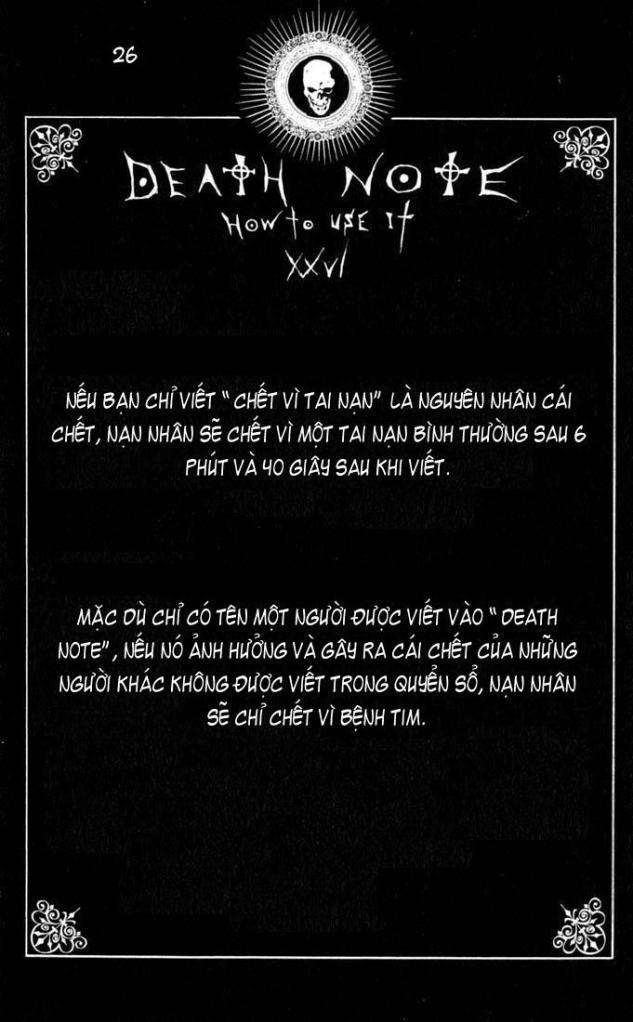 26
DEATH NOTE
HOW to USE IT
XXVI
NẾU BẠN CHỈ VIẾT “ CHẾT VÌ TAI NẠN” LÀ NGUYÊN NHÂN CÁI
CHẾT, NẠN NHÂN SẼ CHẾT VÌ MỘT TAI NẠN BÌNH THƯỜNG SAU 6
PHÚT VÀ 40 GIÂY SAU KHI VIẾT.
MẶC DÙ CHỈ CÓ TÊN MỘT NGƯỜI ĐƯỢC VIẾT VÀO “ DEATH
NOTE”, NẾU NÓ ẢNH HƯỞNG VÀ GÂY RA CÁI CHẾT CỦA NHỮNG
NGƯỜI KHÁC KHÔNG ĐƯỢC VIẾT TRONG QUYỂN SỔ, NẠN NHÂN
SẼ CHỈ CHẾT VÌ BỆNH TIM.